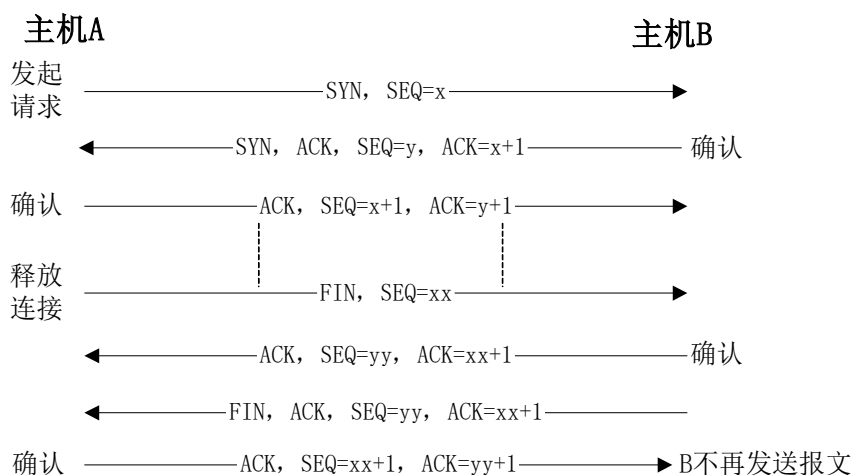 主机A
主机B
发起
请求
SYN, SEQ=x
SYN, ACK, SEQ=y, ACK=x+1
确认
确认
ACK, SEQ=x+1, ACK=y+1
释放
连接
FIN, SEQ=xx
ACK, SEQ=yy, ACK=xx+1
确认
FIN, ACK, SEQ=yy, ACK=xx+1
确认
ACK, SEQ=xx+1, ACK=yy+1
B不再发送报文